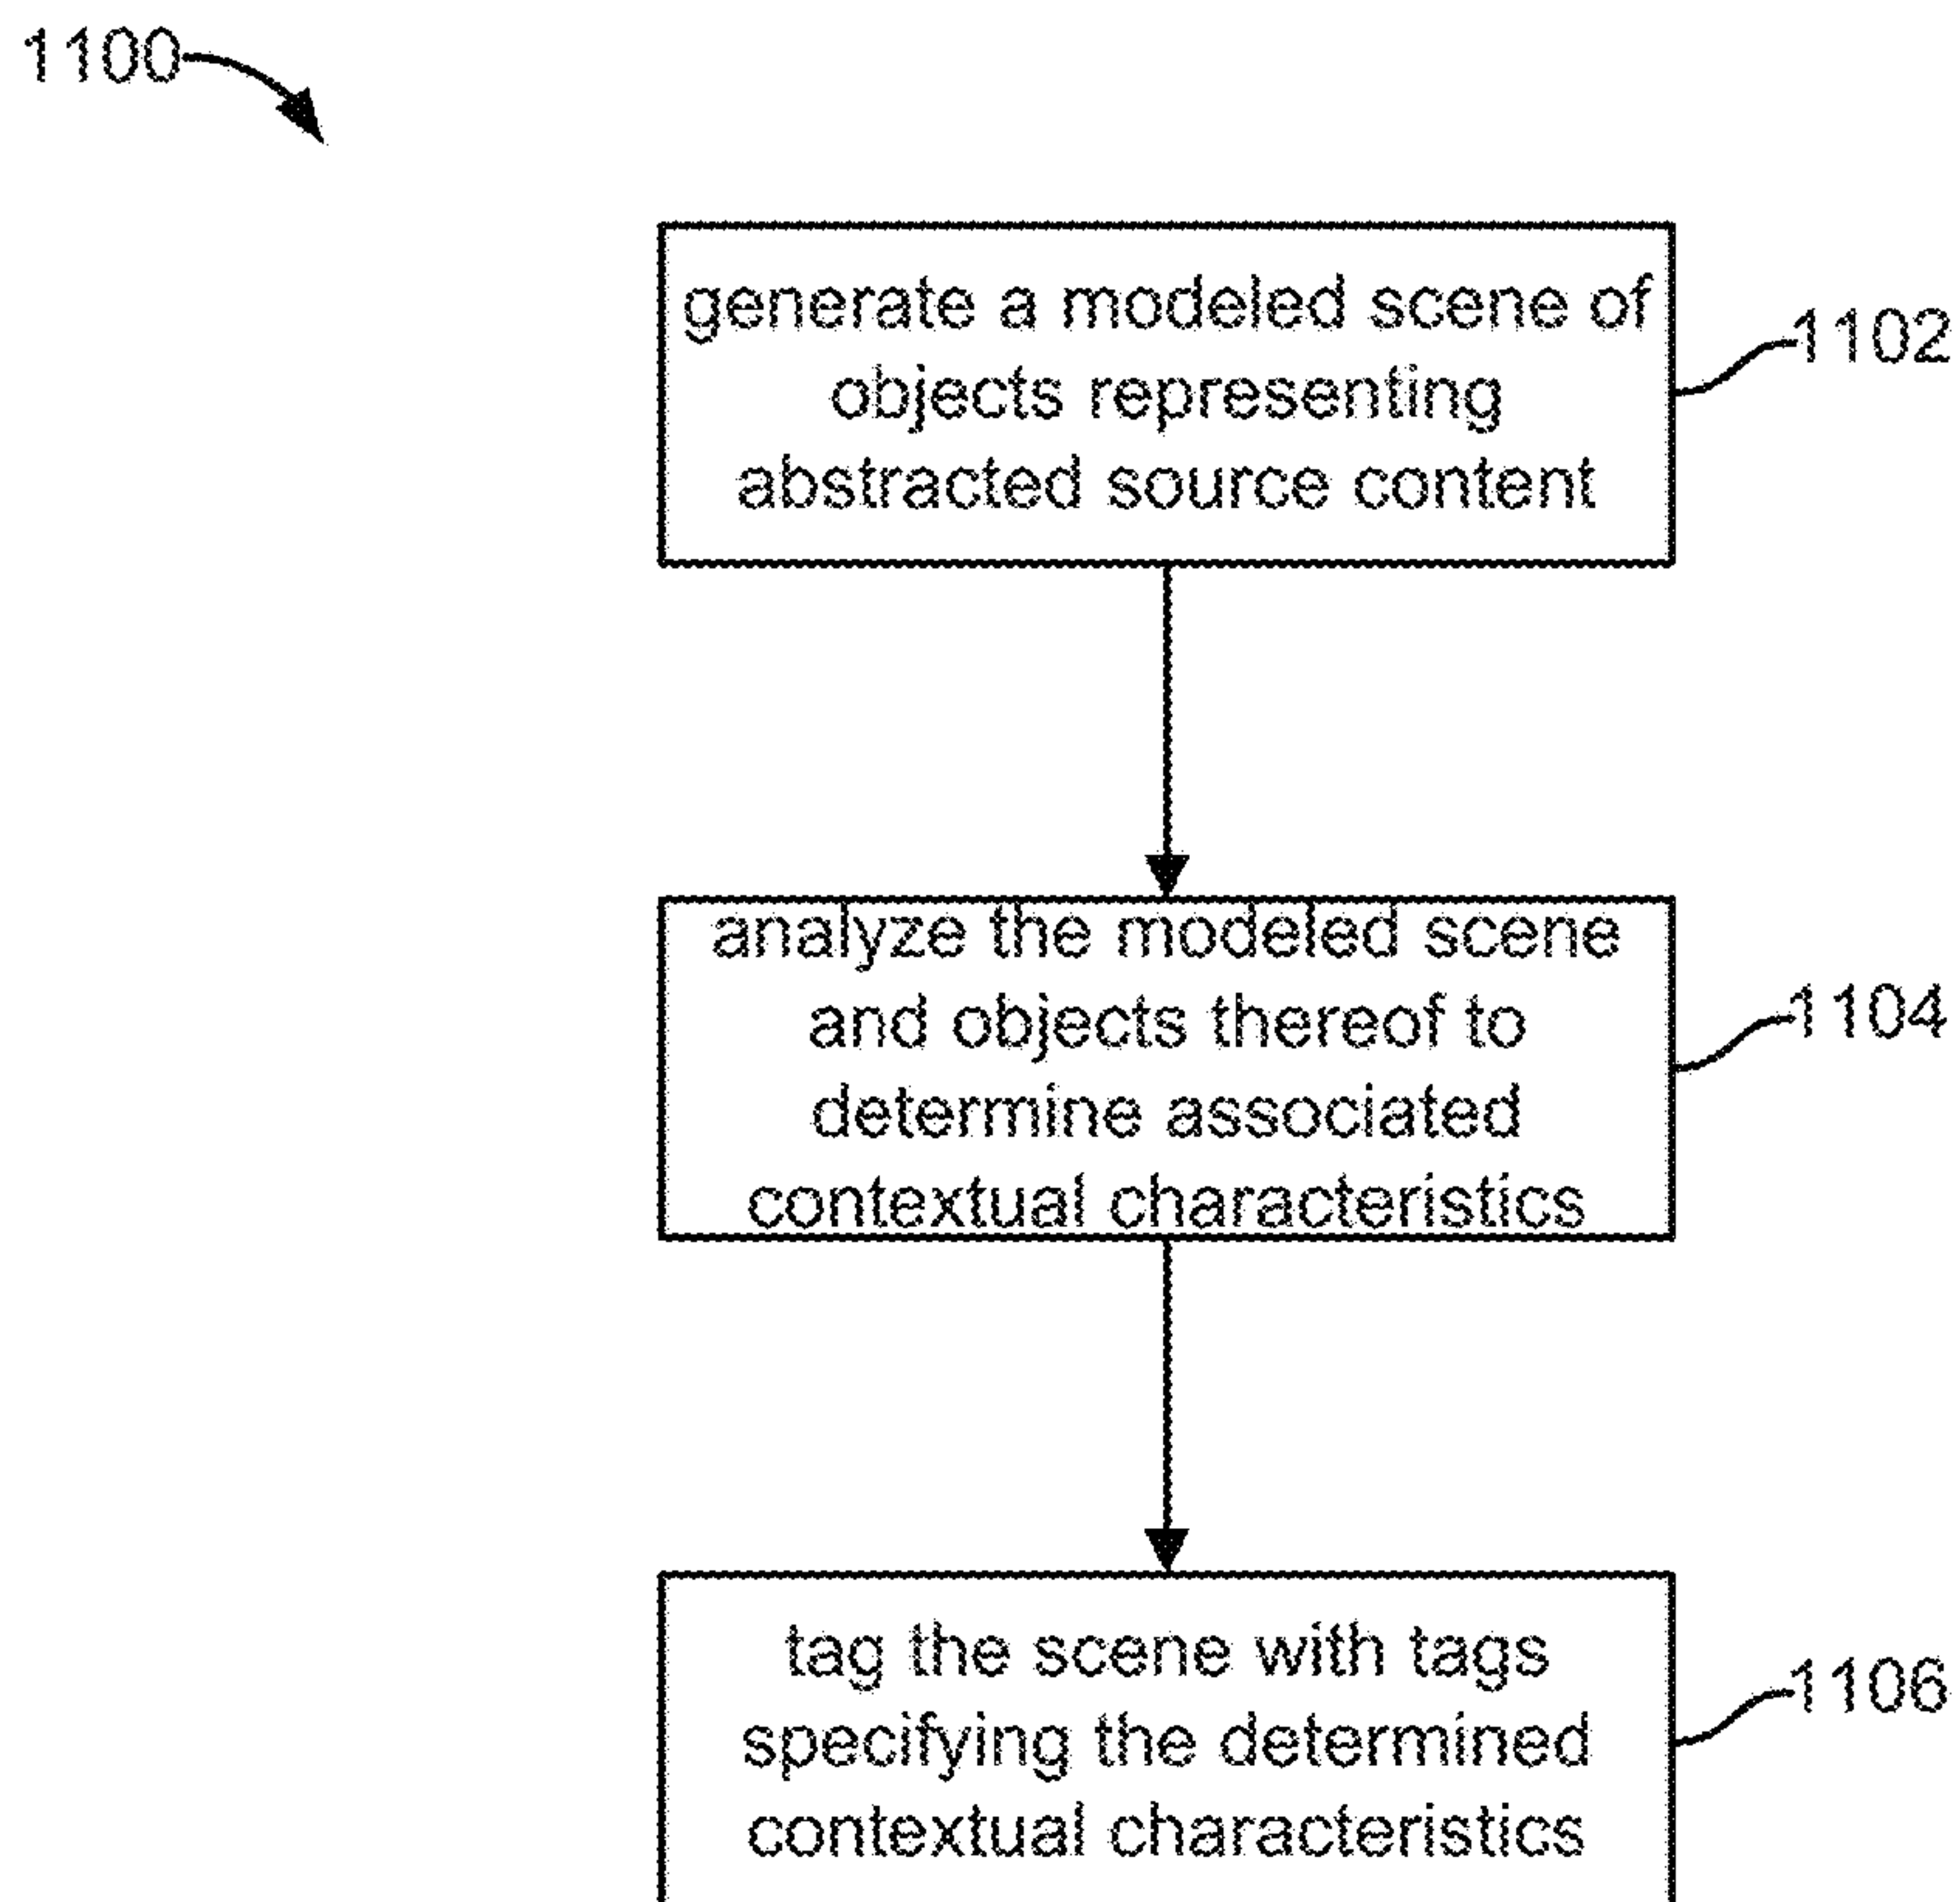 1100
generate a modeled scene of
objects representing
abstracted source content
1102
analyze the modeled scene
and objects thereof to
determine associated
contextual characteristics
1104
tag the scene with tags
specifying the determined
contextual characteristics
1106